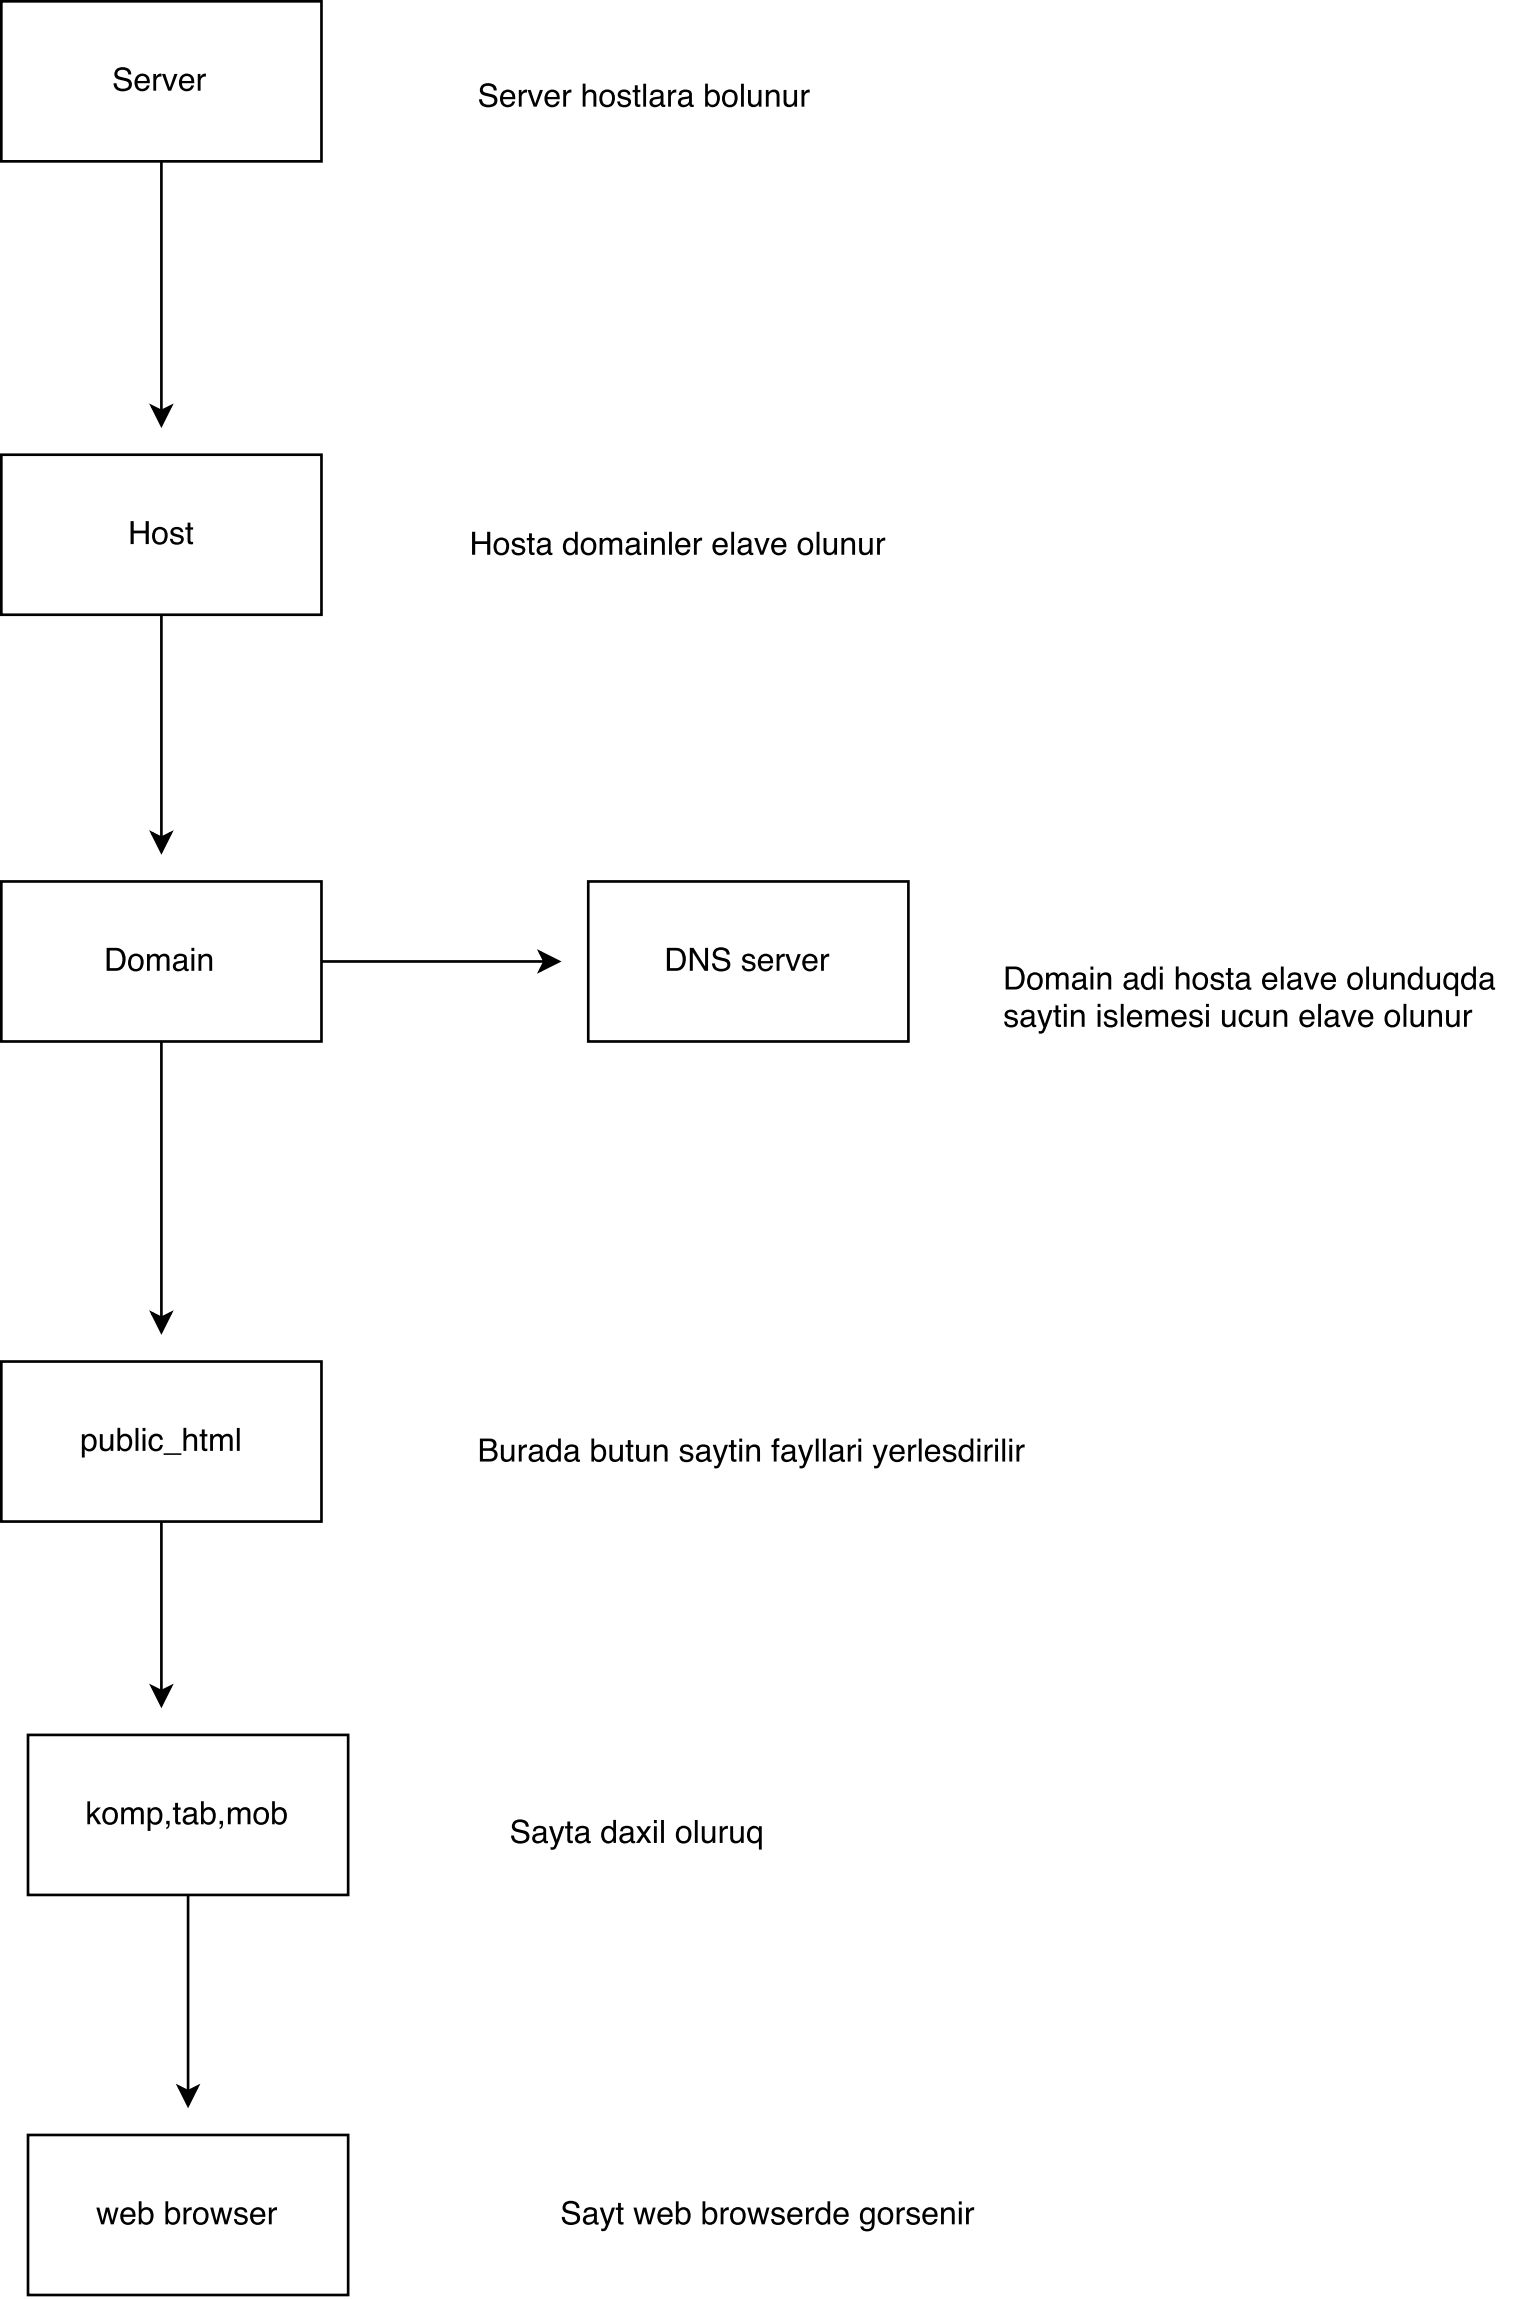 Server
Server hostlara bolunur
Host
Hosta domainler elave olunur
Domain
DNS server
Domain adi hosta elave olunduqda
saytin islemesi ucun elave olunur
public_html
Burada butun saytin fayllari yerlesdirilir
komp,tab,mob
Sayta daxil oluruq
web browser
Sayt web browserde gorsenir